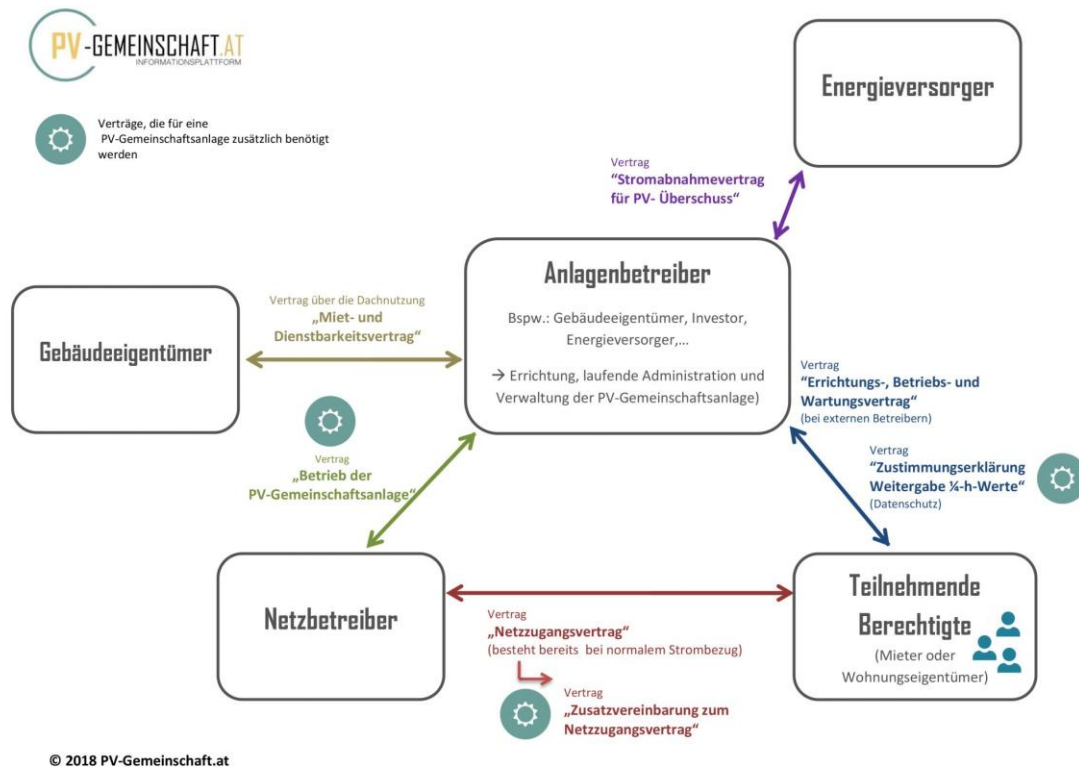 PV-GEMEINSCHAFT.AT
INFORMATIONSPLATTFORM
Verträge, die für eine
PV-Gemeinschaftsanlage zusätzlich benötigt
werden
Energieversorger
Vertrag
“Stromabnahmevertrag
für PV- Überschuss“
Anlagenbetreiber
Bspw.: Gebäudeeigentümer, Investor,
Energieversorger,...
→ Errichtung, laufende Administration und
Verwaltung der PV-Gemeinschaftsanlage)
Gebäudeeigentümer
Vertrag über die Dachnutzung
„Miet- und
Dienstbarkeitsvertrag“
Vertrag
„Betrieb der
PV-Gemeinschaftsanlage“
Vertrag
“Errichtungs-, Betriebs- und
Wartungsvertrag“
(bei externen Betreibern)
Vertrag
“Zustimmungserklärung
Weitergabe ¼-h-Werte“
(Datenschutz)
Netzbetreiber
Vertrag
„Netzzugangsvertrag“
(besteht bereits bei normalem Strombezug)
Vertrag
„Zusatzvereinbarung zum
Netzzugangsvertrag“
Teilnehmende
Berechtigte
(Mieter oder
Wohnungseigentümer)
© 2018 PV-Gemeinschaft.at